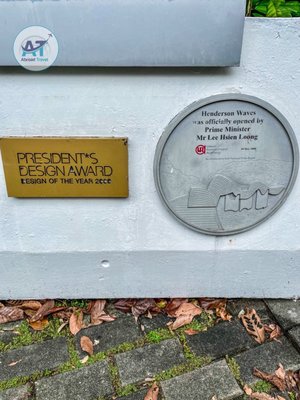 AT
Abroad Travel
PRESIDENT*S
DESIGN AWARD
DESIGN OF THE YEAR 2008
Henderson Waves
was officially opened by
Prime Minister
Mr Lee Hsien Loong